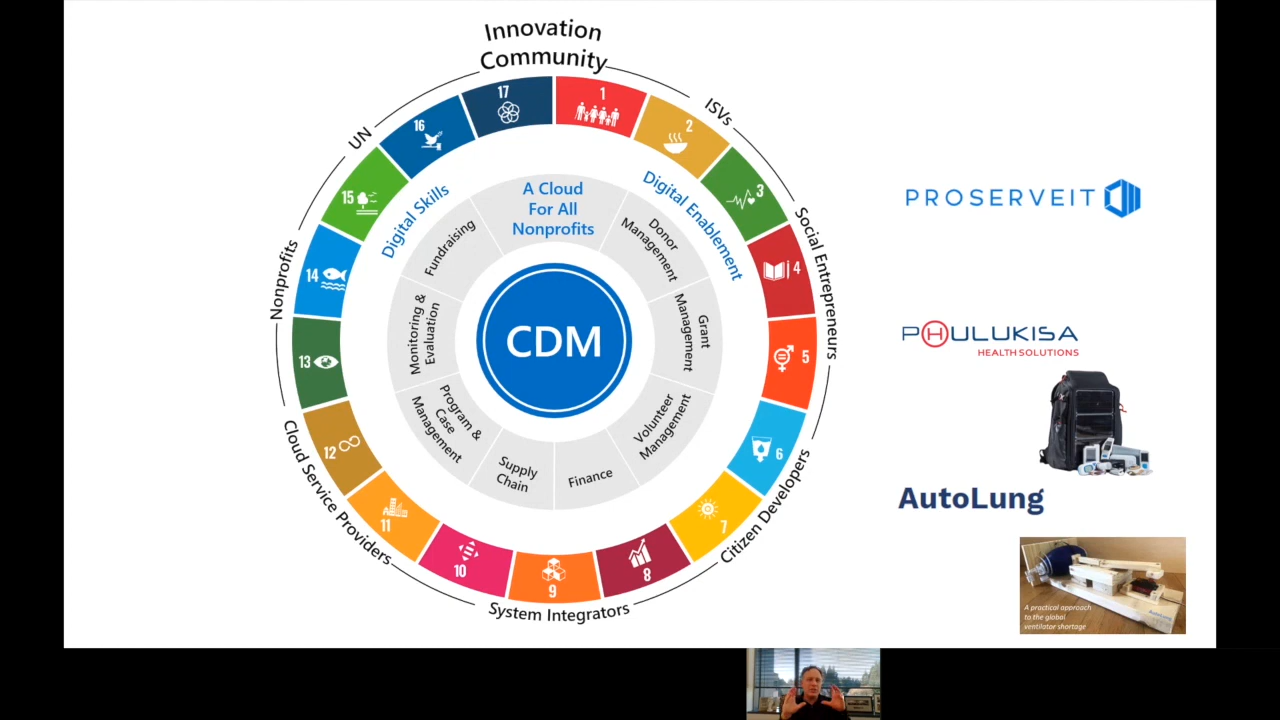 Innovation
Community
UN
ISVs
Nonprofits
Social Entrepreneurs
Cloud Service Providers
Citizen Developers
System Integrators
17
1
16
2
15
3
14
4
13
5
12
6
11
7
10
8
9
Digital Skills
A Cloud
For All
Nonprofits
Digital Enablement
Fundraising
Donor
Management
Monitoring &
Evaluation
Grant
Management
Program &
Case
Management
Volunteer
Management
Supply
Chain
Finance
CDM
PROSERVEIT
PHULUKISA
HEALTH SOLUTIONS
AutoLung
A practical approach
to the global
ventilator shortage